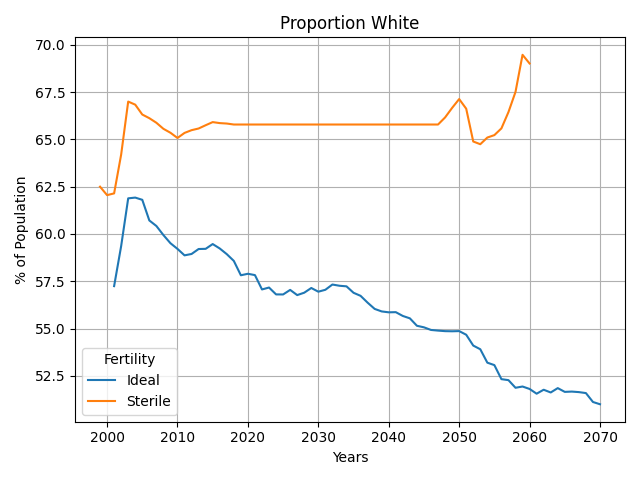 Proportion White
% of Population
70.0
67.5
65.0
62.5
60.0
57.5
55.0
52.5
Fertility
Ideal
Sterile
2000 2010 2020 2030 2040 2050 2060 2070
Years